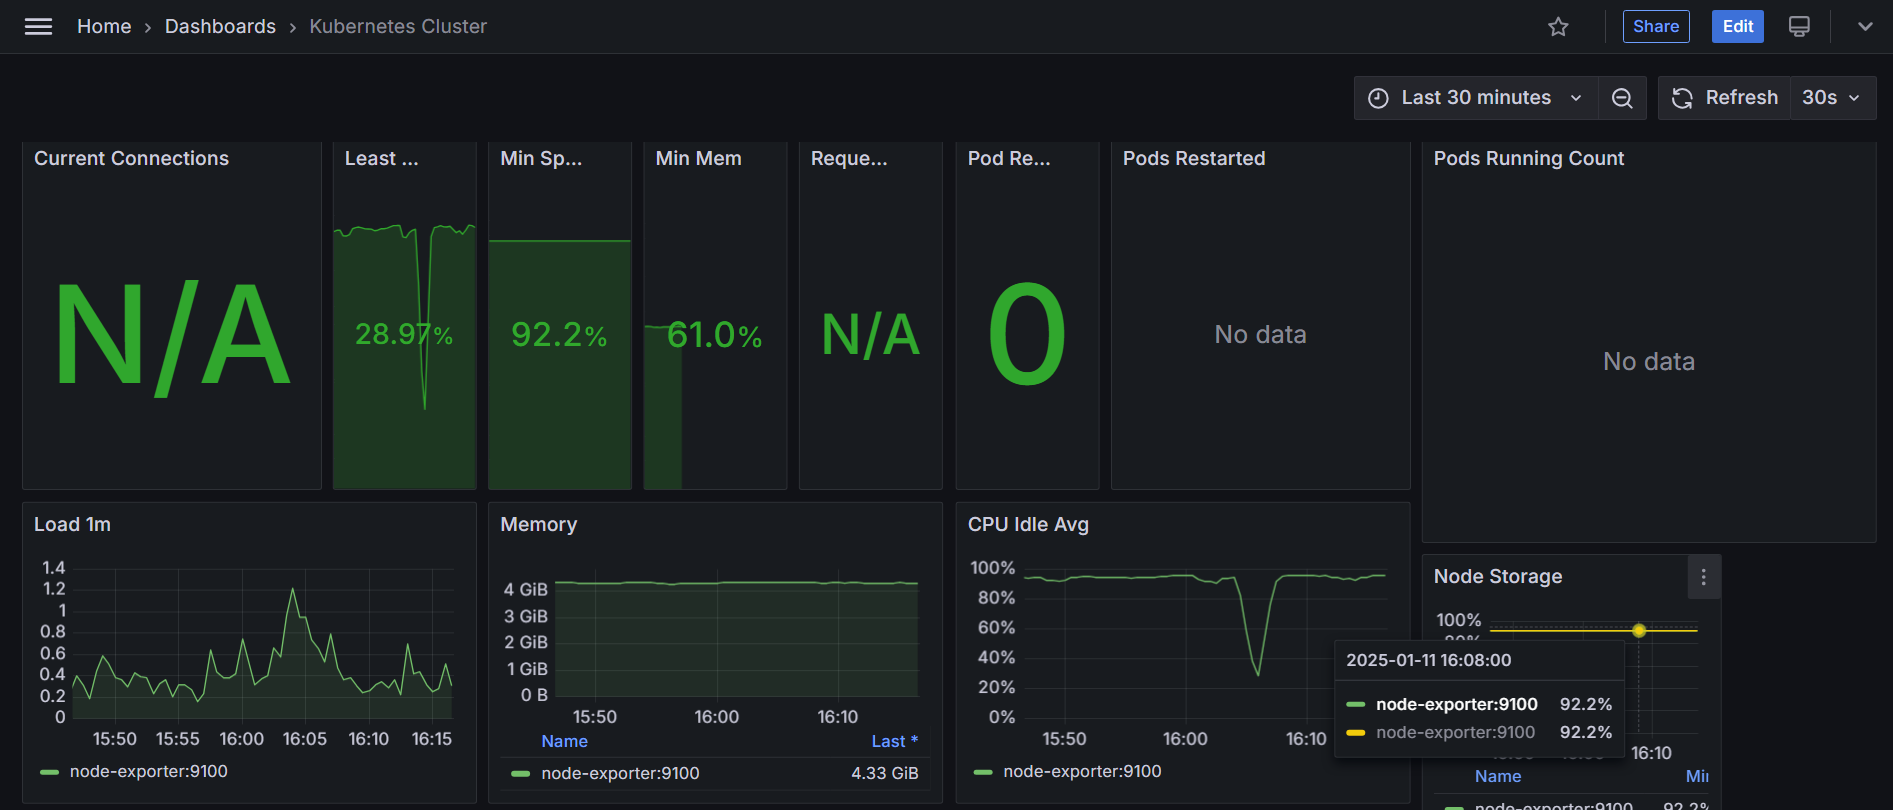 Home › Dashboards › Kubernetes Cluster
Share
Edit
Last 30 minutes
Refresh
30s
Current Connections
N/A
Least ...
28.97%
Min Sp...
92.2%
Min Mem
61.0%
Reque...
N/A
Pod Re...
0
Pods Restarted
No data
Pods Running Count
No data
Load 1m
1.4
1.2
1
0.8
0.6
0.4
0.2
0
15:50 15:55 16:00 16:05 16:10 16:15
node-exporter:9100
Memory
4 GiB
3 GiB
2 GiB
1 GiB
0 B
15:50 16:00 16:10
Name Last *
node-exporter:9100 4.33 GiB
CPU Idle Avg
100%
80%
60%
40%
20%
0%
15:50 16:00 16:10
node-exporter:9100
Node Storage
100%
80%
2025-01-11 16:08:00
node-exporter:9100 92.2%
node-exporter:9100 92.2%
16:10
Name Min
node-exporter:9100 92.2%